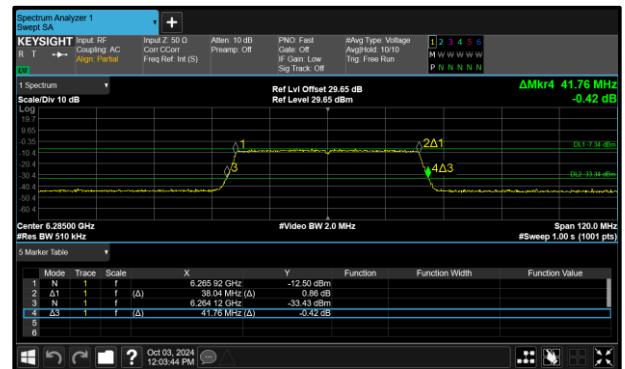 Spectrum Analyzer 1
Swept SA
KEYSIGHT Input: RF Input Z: 50 Ω Atten: 10 dB PNO: Fast #Avg Type: Voltage 1 2 3 4 5 6
R T Coupling: AC Corr CCorr Preamp: Off Gate: Off Avg|Hold: 10/10 M W W W W W
Align: Partial Freq Ref: Int (S) IF Gain: Low Trig: Free Run
Sig Track: Off P N N N N N
1 Spectrum Ref Lvl Offset 29.65 dB ΔMkr4 41.76 MHz
Scale/Div 10 dB Ref Level 29.65 dBm -0.42 dB
Log
19.7
9.65
-0.35
-10.4
-20.4
-30.4
-40.4
-50.4
-60.4
1
2Δ1
3
4Δ3
DL1 -7.34 dBm
DL2 -33.34 dBm
Center 6.28500 GHz #Video BW 2.0 MHz Span 120.0 MHz
#Res BW 510 kHz #Sweep 1.00 s (1001 pts)
5 Marker Table
Mode Trace Scale X Y Function Function Width Function Value
1 N 1 f 6.265 92 GHz -12.50 dBm
2 Δ1 1 f (Δ) 38.04 MHz (Δ) 0.86 dB
3 N 1 f 6.264 12 GHz -33.43 dBm
4 Δ3 1 f (Δ) 41.76 MHz (Δ) -0.42 dB
5
6
? Oct 03, 2024
12:03:44 PM